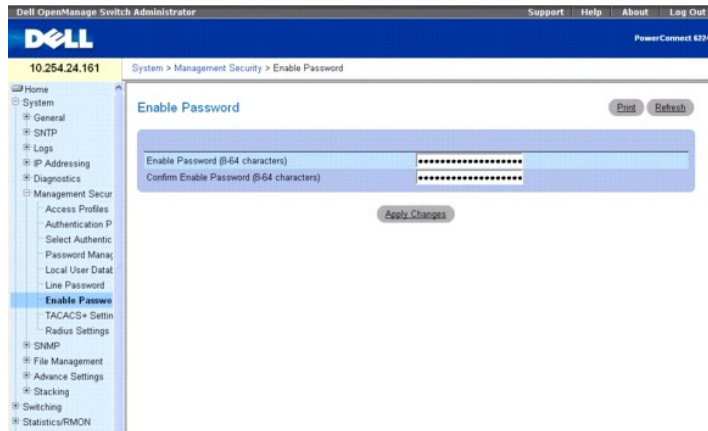 Dell OpenManage Switch Administrator
Support Help About Log Out
DELL
PowerConnect 6224
10.254.24.161
System > Management Security > Enable Password
Home
System
General
SNTP
Logs
IP Addressing
Diagnostics
Management Secur
Access Profiles
Authentication P
Select Authentic
Password Manag
Local User Datab
Line Password
Enable Passwo
TACACS+ Settin
Radius Settings
SNMP
File Management
Advance Settings
Stacking
Switching
Statistics/RMON
Enable Password
Print Refresh
Enable Password (8-64 characters)
Confirm Enable Password (8-64 characters)
Apply Changes